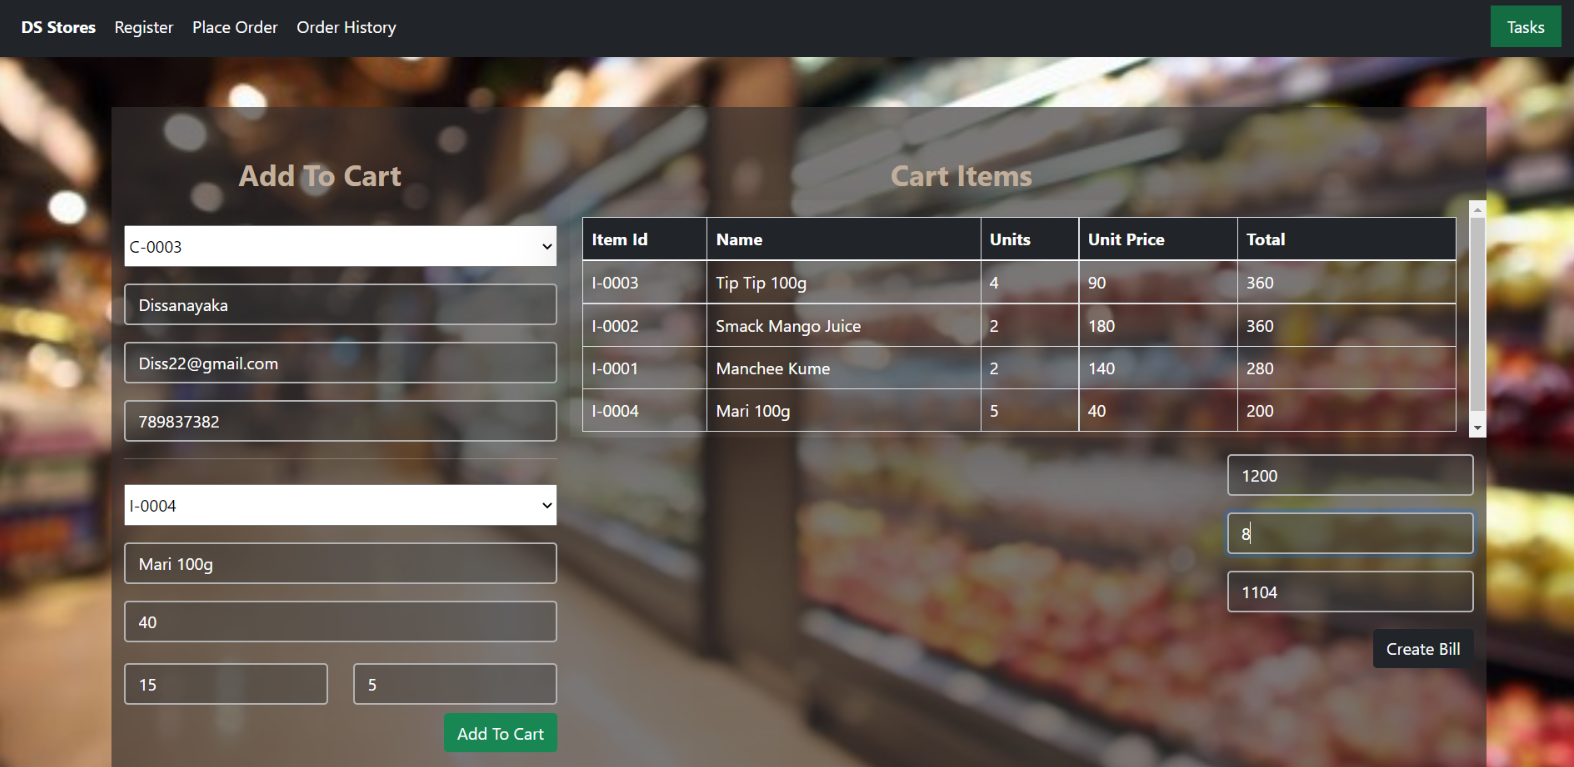 DS Stores Register Place Order Order History Tasks
Add To Cart
C-0003
Dissanayaka
Diss22@gmail.com
789837382
I-0004
Mari 100g
40
15 5
Add To Cart
Cart Items
Item Id Name Units Unit Price Total
I-0003 Tip Tip 100g 4 90 360
I-0002 Smack Mango Juice 2 180 360
I-0001 Manchee Kume 2 140 280
I-0004 Mari 100g 5 40 200
1200
8
1104
Create Bill